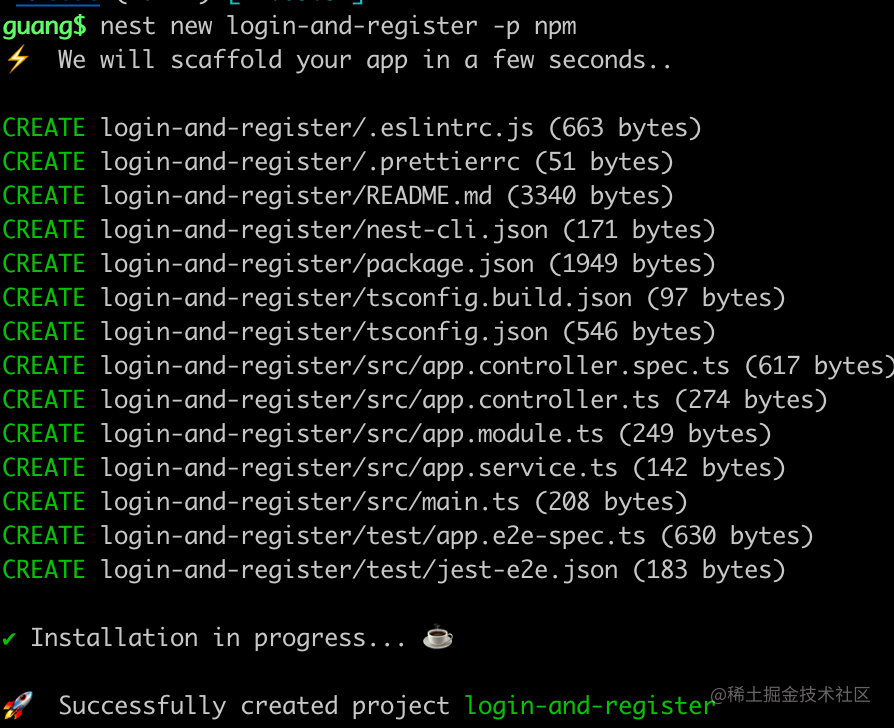 guang$ nest new login-and-register -p npm
⚡ We will scaffold your app in a few seconds..
CREATE login-and-register/.eslintrc.js (663 bytes)
CREATE login-and-register/.prettierrc (51 bytes)
CREATE login-and-register/README.md (3340 bytes)
CREATE login-and-register/nest-cli.json (171 bytes)
CREATE login-and-register/package.json (1949 bytes)
CREATE login-and-register/tsconfig.build.json (97 bytes)
CREATE login-and-register/tsconfig.json (546 bytes)
CREATE login-and-register/src/app.controller.spec.ts (617 bytes)
CREATE login-and-register/src/app.controller.ts (274 bytes)
CREATE login-and-register/src/app.module.ts (249 bytes)
CREATE login-and-register/src/app.service.ts (142 bytes)
CREATE login-and-register/src/main.ts (208 bytes)
CREATE login-and-register/test/app.e2e-spec.ts (630 bytes)
CREATE login-and-register/test/jest-e2e.json (183 bytes)
✔ Installation in progress... ☕
🚀 Successfully created project login-and-register
@稀土掘金技术社区